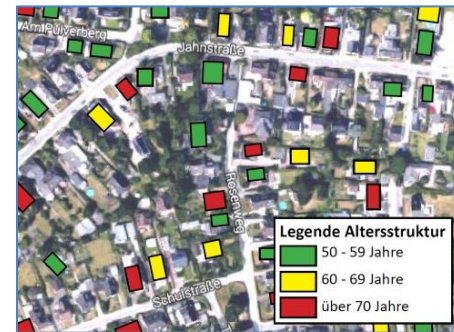 Am Pulverberg
Jahnstraße
Rosenweg
Schulstraße
Legende Altersstruktur
50 - 59 Jahre
60 - 69 Jahre
über 70 Jahre